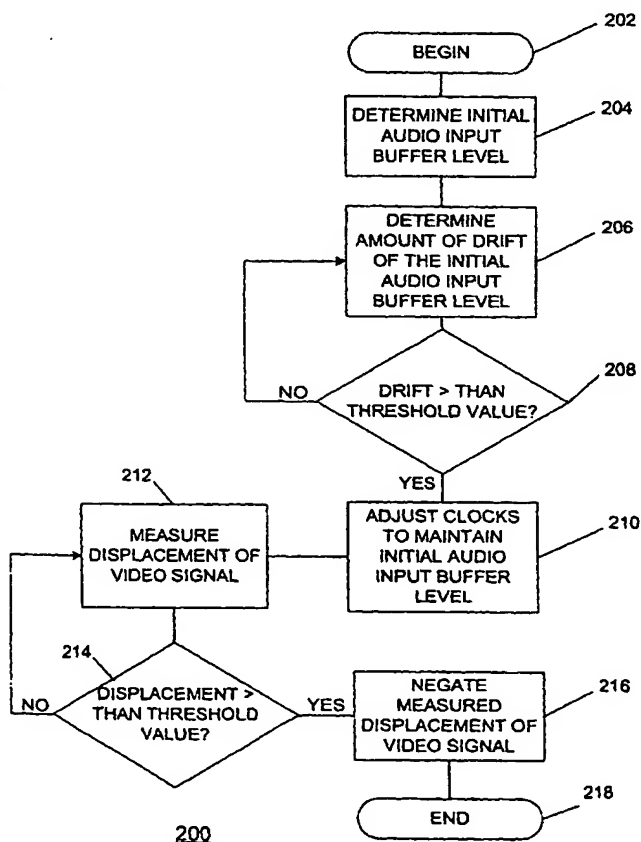 202
BEGIN
204
DETERMINE INITIAL
AUDIO INPUT
BUFFER LEVEL
206
DETERMINE
AMOUNT OF DRIFT
OF THE INITIAL
AUDIO INPUT
BUFFER LEVEL
208
NO
DRIFT > THAN
THRESHOLD VALUE?
YES
212
MEASURE
DISPLACEMENT OF
VIDEO SIGNAL
210
ADJUST CLOCKS
TO MAINTAIN
INITIAL AUDIO
INPUT BUFFER
LEVEL
214
NO
DISPLACEMENT >
THAN THRESHOLD
VALUE?
YES
216
NEGATE
MEASURED
DISPLACEMENT OF
VIDEO SIGNAL
218
END
200